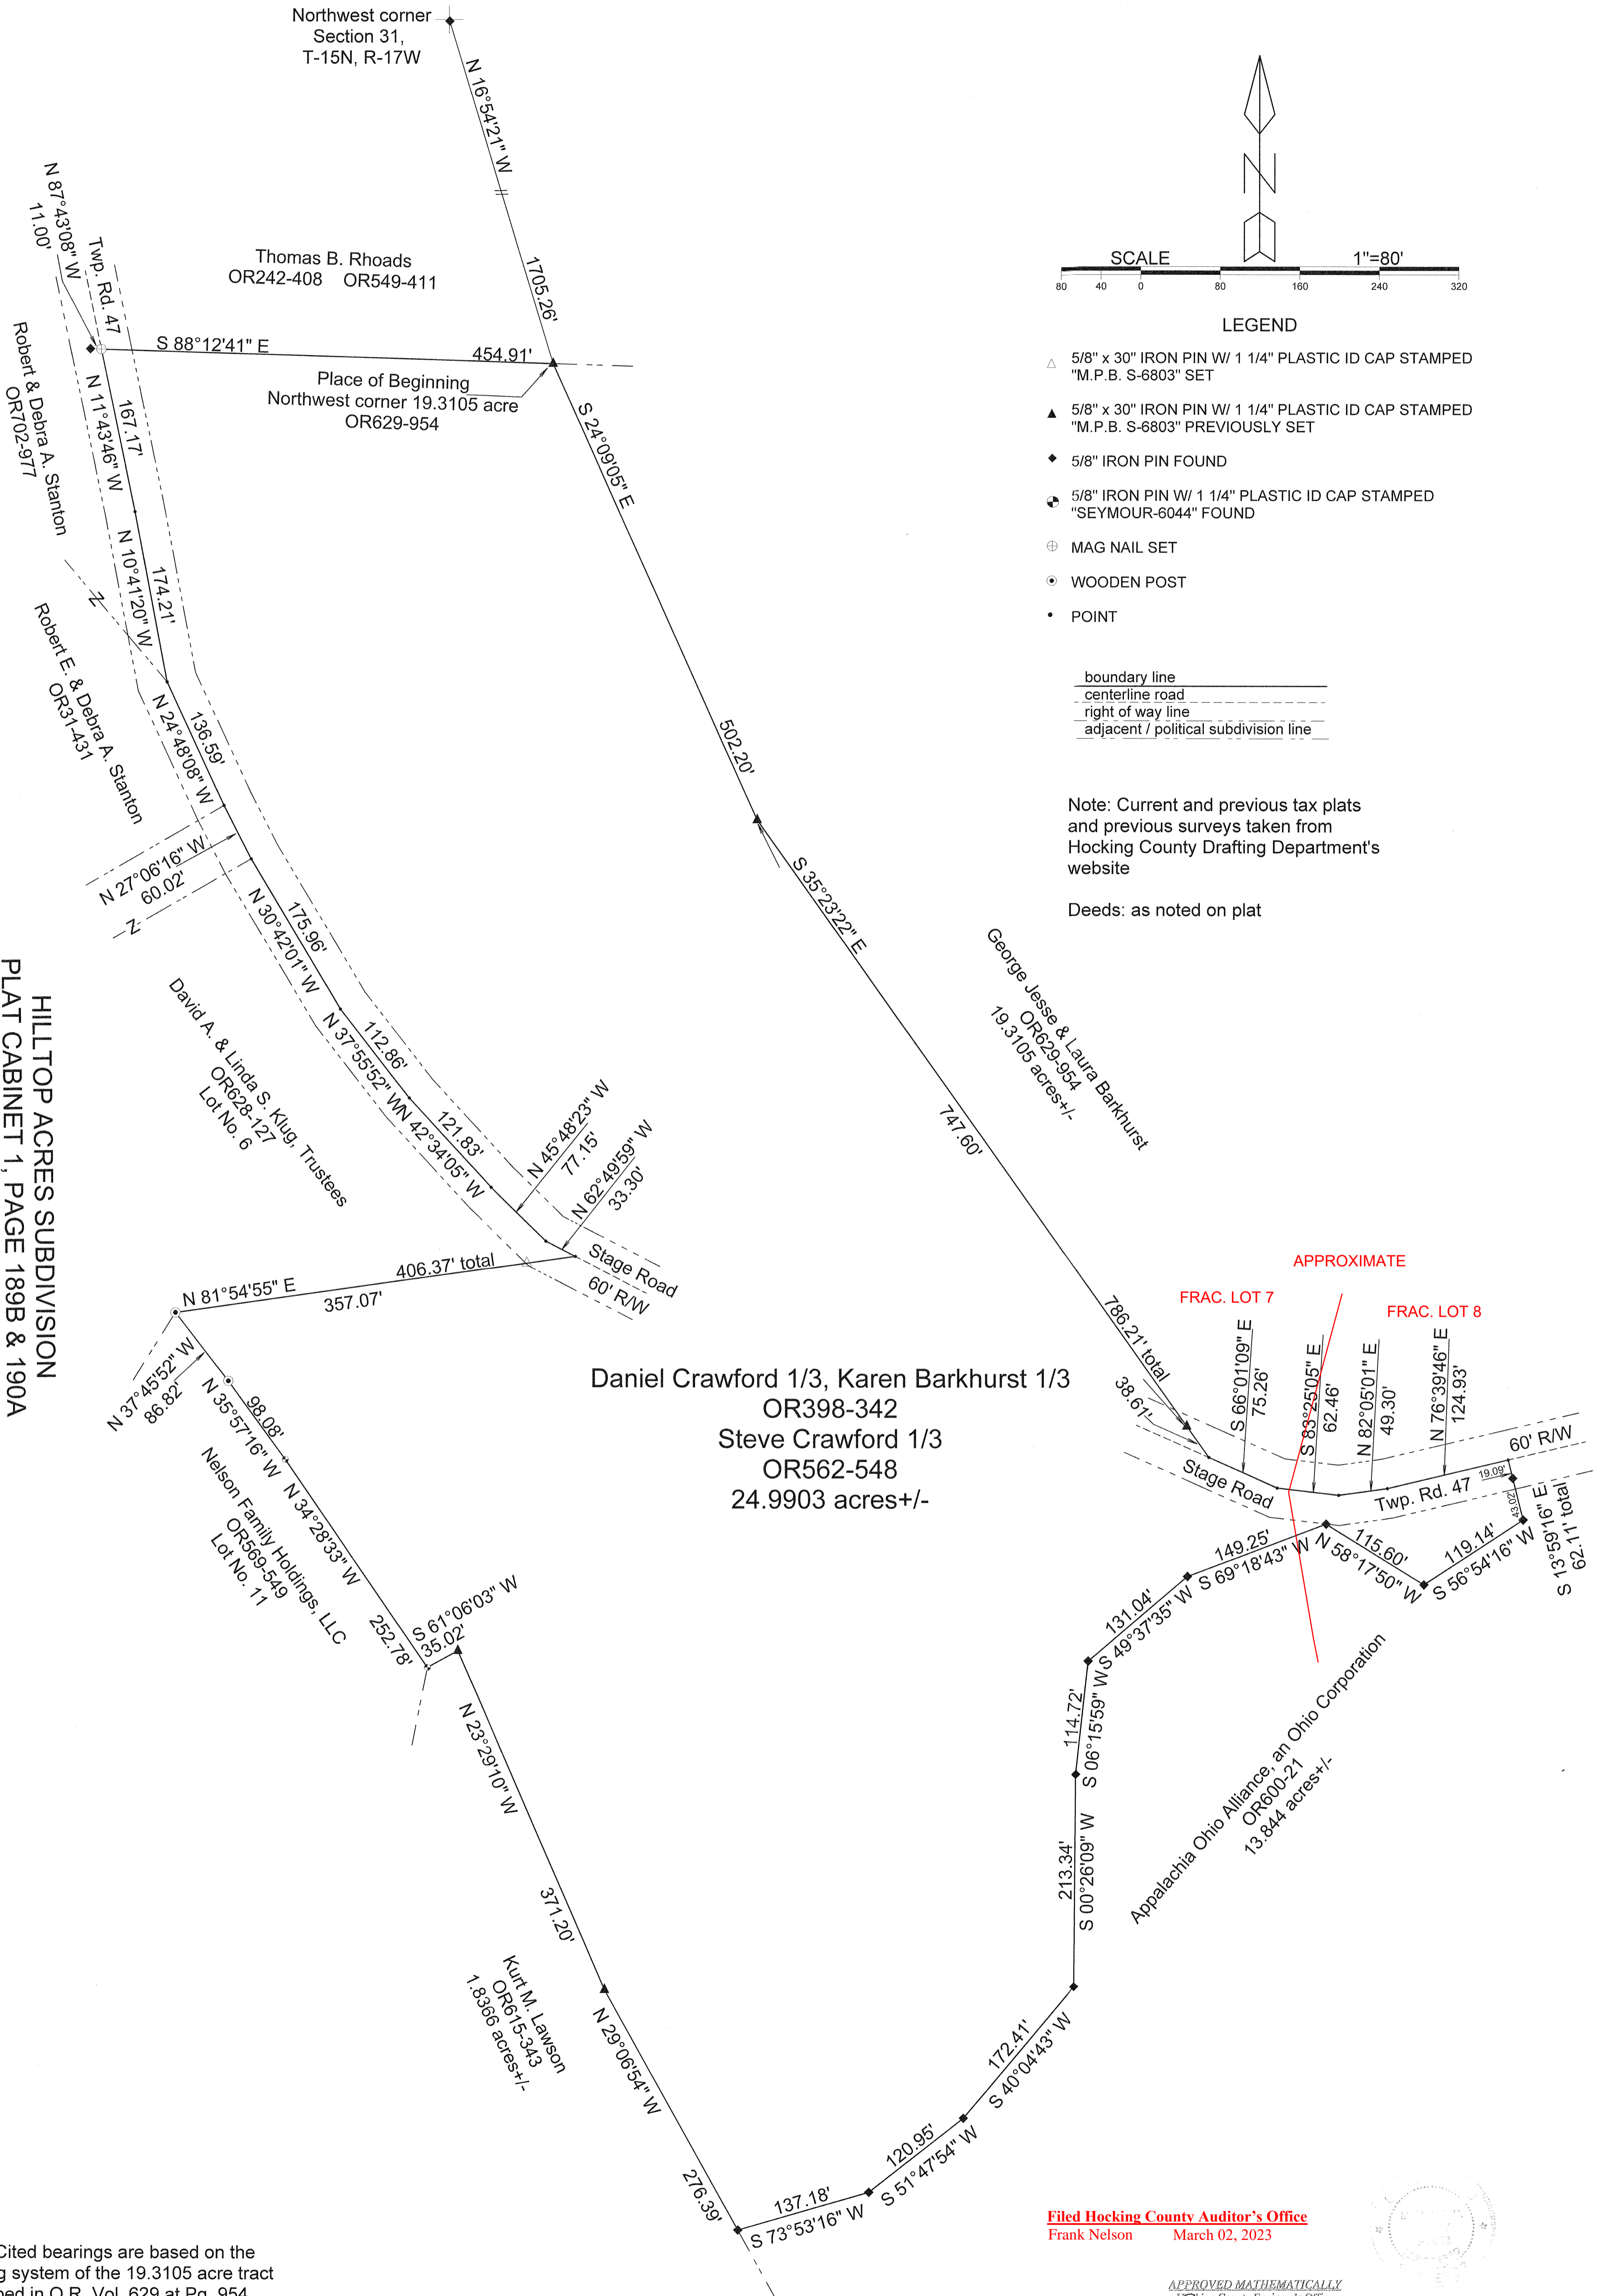 Northwest corner
Section 31,
T-15N, R-17W
N 16°54'21" W
1705.26'
Thomas B. Rhoads
OR242-408 OR549-411
N 87°43'08" W
11.00'
Twp. Rd. 47
S 88°12'41" E
454.91'
Place of Beginning
Northwest corner 19.3105 acre
OR629-954
SCALE
1"=80'
80 40 0 80 160 240 320
N
LEGEND
5/8" x 30" IRON PIN W/ 1 1/4" PLASTIC ID CAP STAMPED
"M.P.B. S-6803" SET
5/8" x 30" IRON PIN W/ 1 1/4" PLASTIC ID CAP STAMPED
"M.P.B. S-6803" PREVIOUSLY SET
5/8" IRON PIN FOUND
5/8" IRON PIN W/ 1 1/4" PLASTIC ID CAP STAMPED
"SEYMOUR-6044" FOUND
MAG NAIL SET
WOODEN POST
POINT
boundary line
centerline road
right of way line
adjacent / political subdivision line
Note: Current and previous tax plats
and previous surveys taken from
Hocking County Drafting Department's
website
Deeds: as noted on plat
Robert & Debra A. Stanton
OR702-977
167.17'
N 11°43'46" W
174.21'
N 10°41'20" W
Robert E. & Debra A. Stanton
OR31-431
136.59'
N 24°48'08" W
N 27°06'16" W
60.02'
175.96'
N 30°42'01" W
112.86'
N 37°55'52" W
121.83'
N 42°34'05" W
N 45°48'23" W
77.15'
N 62°49'59" W
33.30'
Stage Road
60' R/W
David A. & Linda S. Klug, Trustees
OR628-127
Lot No. 6
HILLTOP ACRES SUBDIVISION
PLAT CABINET 1, PAGE 189B & 190A
N 81°54'55" E
406.37' total
357.07'
N 37°45'52" W
86.82'
98.08'
N 35°57'16" W
N 34°28'33" W
252.78'
Nelson Family Holdings, LLC
OR569-549
Lot No. 11
S 61°06'03" W
35.02'
N 23°29'10" W
371.20'
Kurt M. Lawson
OR615-343
1.8366 acres+/-
N 29°06'54" W
276.39'
S 24°09'05" E
502.20'
S 35°23'22" E
747.60'
786.21' total
38.61'
George Jesse & Laura Barkhurst
OR629-954
19.3105 acres+/-
Daniel Crawford 1/3, Karen Barkhurst 1/3
OR398-342
Steve Crawford 1/3
OR562-548
24.9903 acres+/-
APPROXIMATE
FRAC. LOT 7
FRAC. LOT 8
S 66°01'09" E
75.26'
S 83°25'05" E
62.46'
N 82°05'01" E
49.30'
N 76°39'46" E
124.93'
60' R/W
Stage Road
Twp. Rd. 47
19.09'
43.02'
S 13°59'16" E
62.11' total
119.14'
S 56°54'16" W
115.60'
N 58°17'50" W
149.25'
S 69°18'43" W
131.04'
S 49°37'35" W
114.72'
S 06°15'59" W
213.34'
S 00°26'09" W
172.41'
S 40°04'43" W
120.95'
S 51°47'54" W
137.18'
S 73°53'16" W
Appalachia Ohio Alliance, an Ohio Corporation
OR600-21
13.844 acres+/-
Cited bearings are based on the
g system of the 19.3105 acre tract
bed in O.R. Vol. 629 at Pg. 954
Filed Hocking County Auditor's Office
Frank Nelson March 02, 2023
APPROVED MATHEMATICALLY